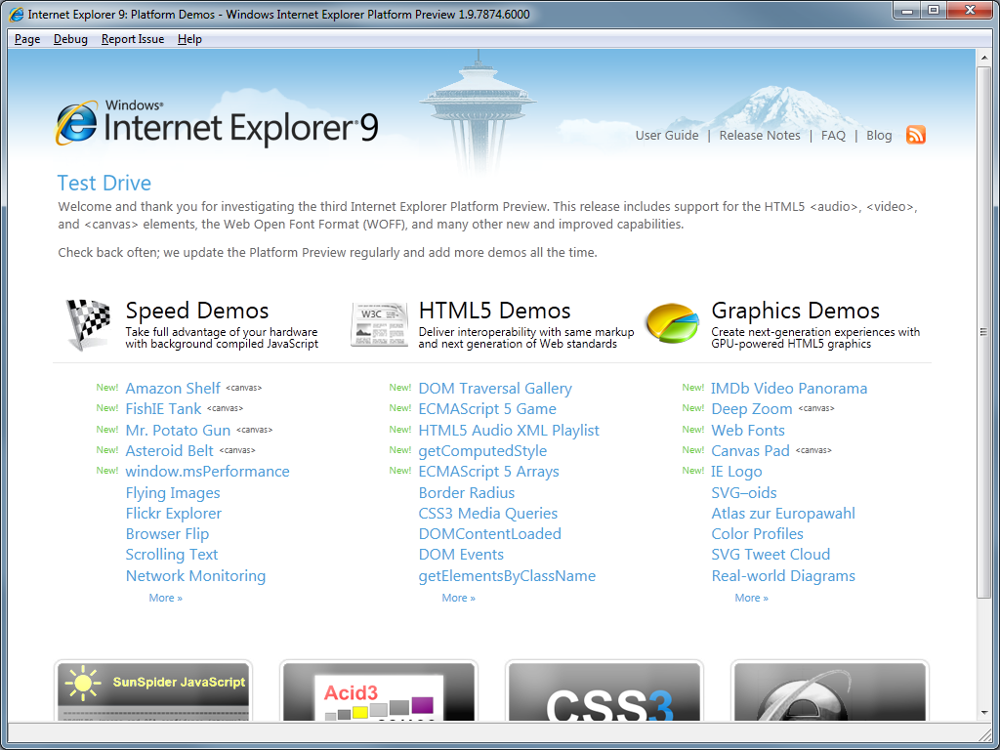 Internet Explorer 9: Platform Demos - Windows Internet Explorer Platform Preview 1.9.7874.6000
Page Debug Report Issue Help
Windows®
Internet Explorer® 9
User Guide | Release Notes | FAQ | Blog
Test Drive
Welcome and thank you for investigating the third Internet Explorer Platform Preview. This release includes support for the HTML5 <audio>, <video>,
and <canvas> elements, the Web Open Font Format (WOFF), and many other new and improved capabilities.
Check back often; we update the Platform Preview regularly and add more demos all the time.
Speed Demos
Take full advantage of your hardware
with background compiled JavaScript
New! Amazon Shelf <canvas>
New! FishIE Tank <canvas>
New! Mr. Potato Gun <canvas>
New! Asteroid Belt <canvas>
New! window.msPerformance
Flying Images
Flickr Explorer
Browser Flip
Scrolling Text
Network Monitoring
More »
W3C
HTML5 Demos
Deliver interoperability with same markup
and next generation of Web standards
New! DOM Traversal Gallery
New! ECMAScript 5 Game
New! HTML5 Audio XML Playlist
New! getComputedStyle
New! ECMAScript 5 Arrays
Border Radius
CSS3 Media Queries
DOMContentLoaded
DOM Events
getElementsByClassName
More »
Graphics Demos
Create next-generation experiences with
GPU-powered HTML5 graphics
New! IMDb Video Panorama
New! Deep Zoom <canvas>
New! Web Fonts
New! Canvas Pad <canvas>
New! IE Logo
SVG–oids
Atlas zur Europawahl
Color Profiles
SVG Tweet Cloud
Real-world Diagrams
More »
SunSpider JavaScript
Acid3
CSS3